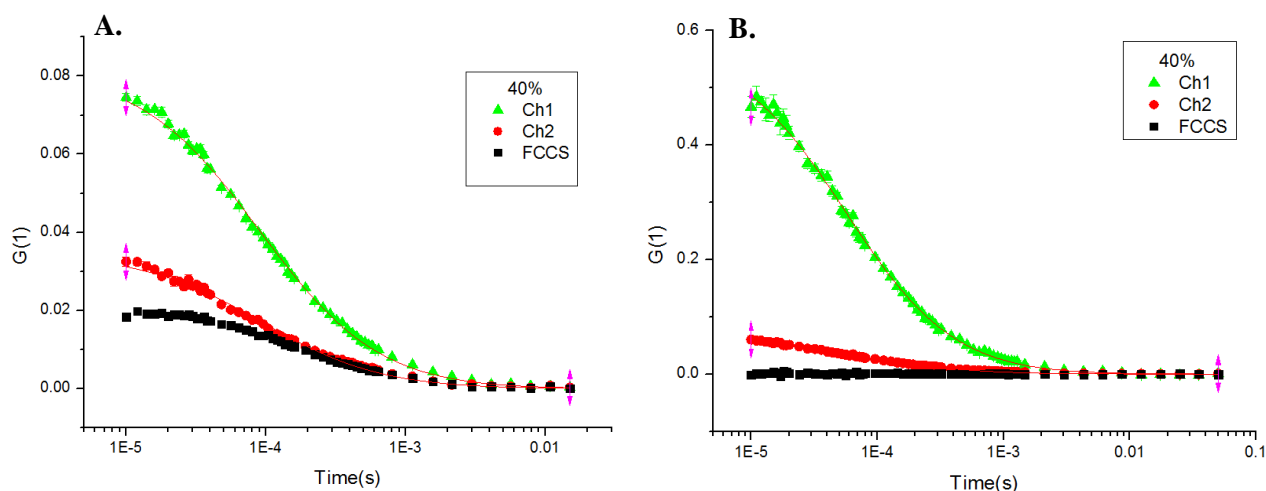 A.
G(1)
0.08
0.06
0.04
0.02
0.00
40%
Ch1
Ch2
FCCS
1E-5
1E-4
1E-3
0.01
Time(s)
B.
G(1)
0.6
0.4
0.2
0.0
40%
Ch1
Ch2
FCCS
1E-5
1E-4
1E-3
0.01
0.1
Time(s)